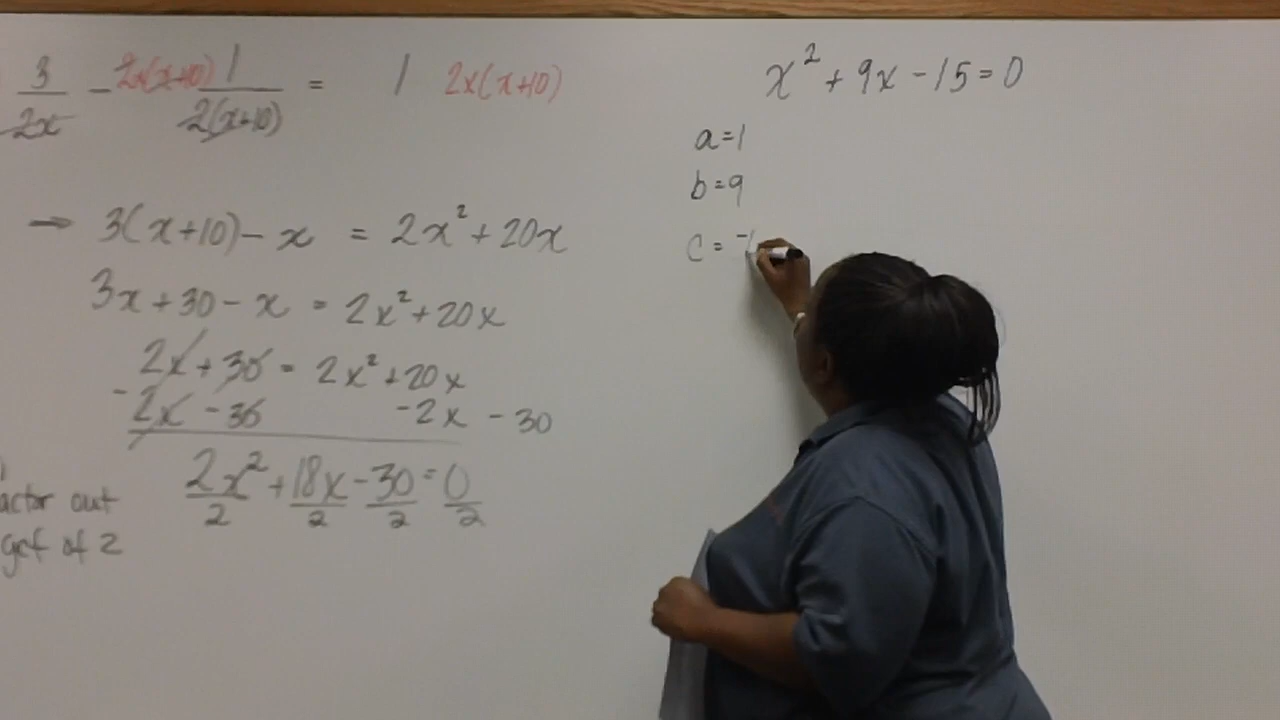 3/2x - 2x(x+10) 1/2(x+10) = 1 2x(x+10)
→ 3(x+10) - x = 2x² + 20x
3x + 30 - x = 2x² + 20x
2x + 30 = 2x² + 20x
- 2x - 30 -2x - 30
2x²/2 + 18x/2 - 30/2 = 0/2
actor out
gcf of 2
x² + 9x - 15 = 0
a = 1
b = 9
c = -1